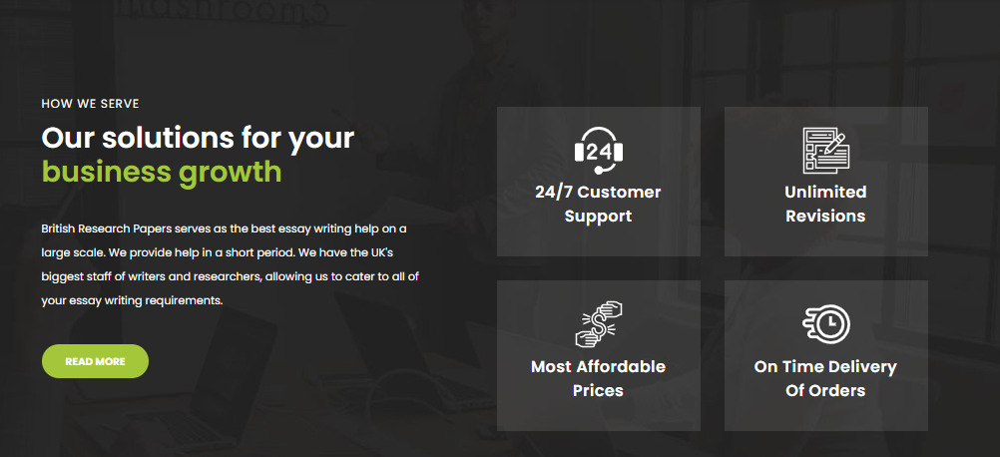 HOW WE SERVE
Our solutions for your
business growth
British Research Papers serves as the best essay writing help on a
large scale. We provide help in a short period. We have the UK's
biggest staff of writers and researchers, allowing us to cater to all of
your essay writing requirements.
READ MORE
24
24/7 Customer
Support
Unlimited
Revisions
Most Affordable
Prices
On Time Delivery
Of Orders